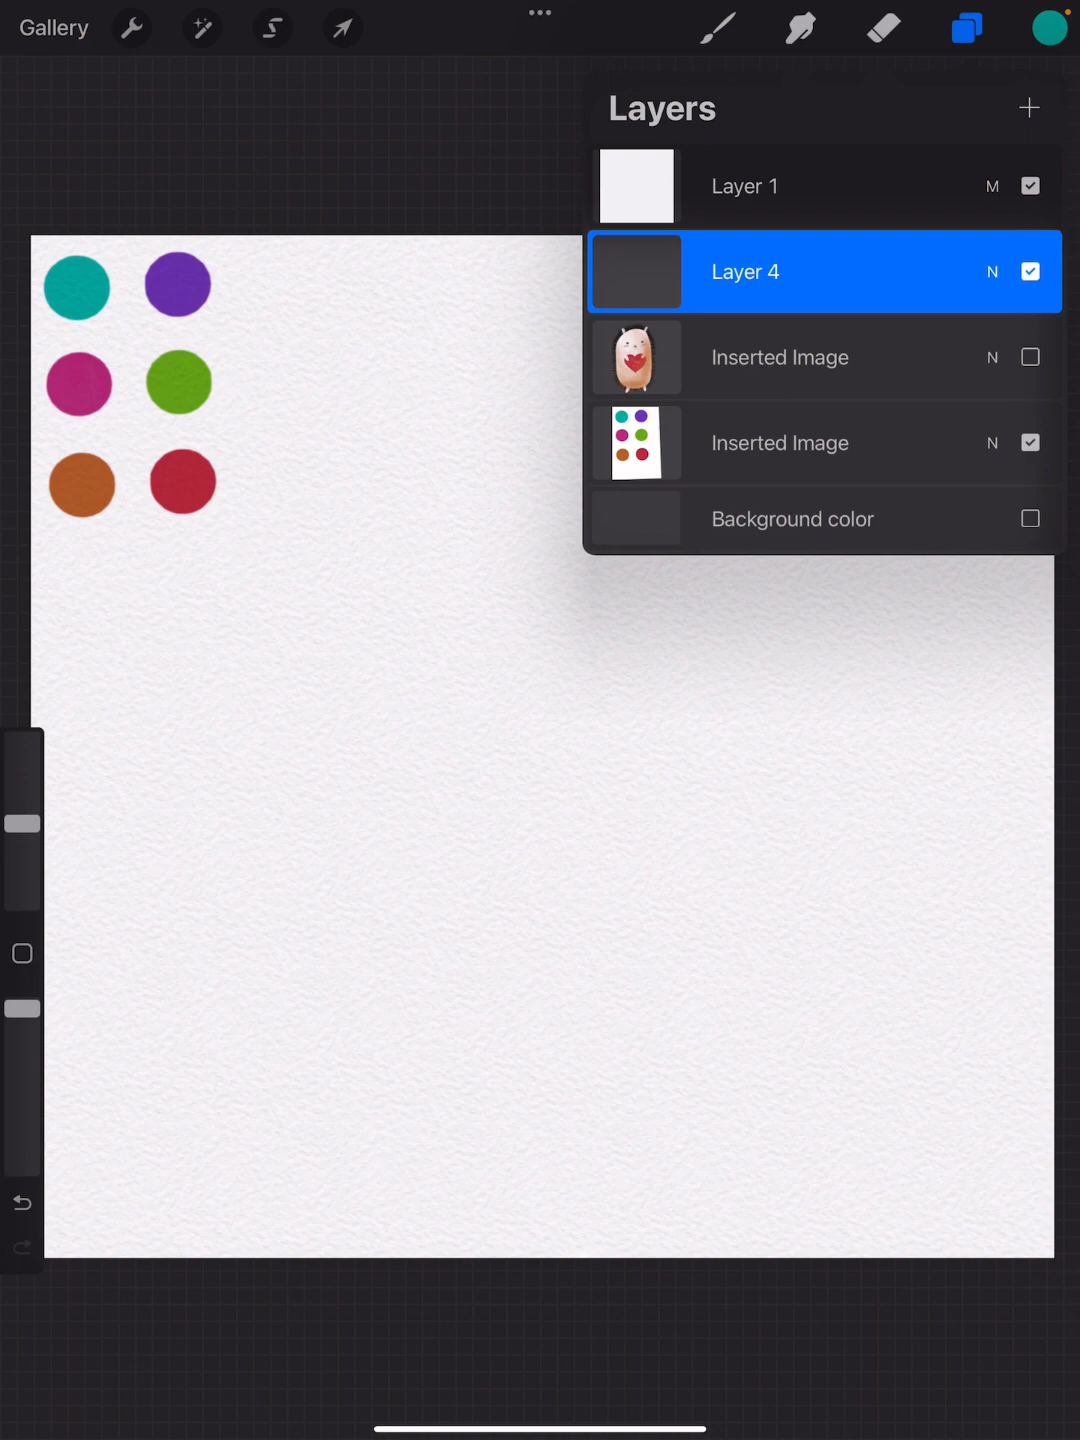 Gallery
Layers
Layer 1 M
Layer 4 N
Inserted Image N
Inserted Image N
Background color